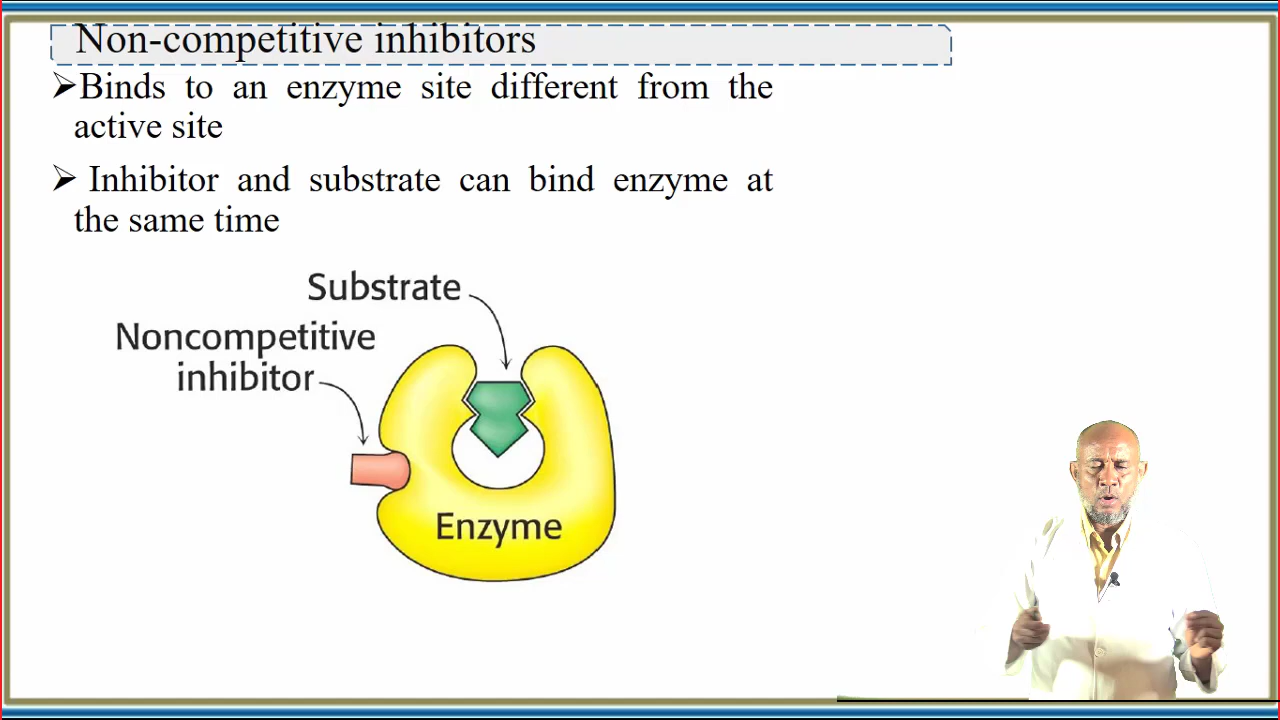 Non-competitive inhibitors
➢Binds to an enzyme site different from the
active site
➢ Inhibitor and substrate can bind enzyme at
the same time
Substrate
Noncompetitive
inhibitor
Enzyme